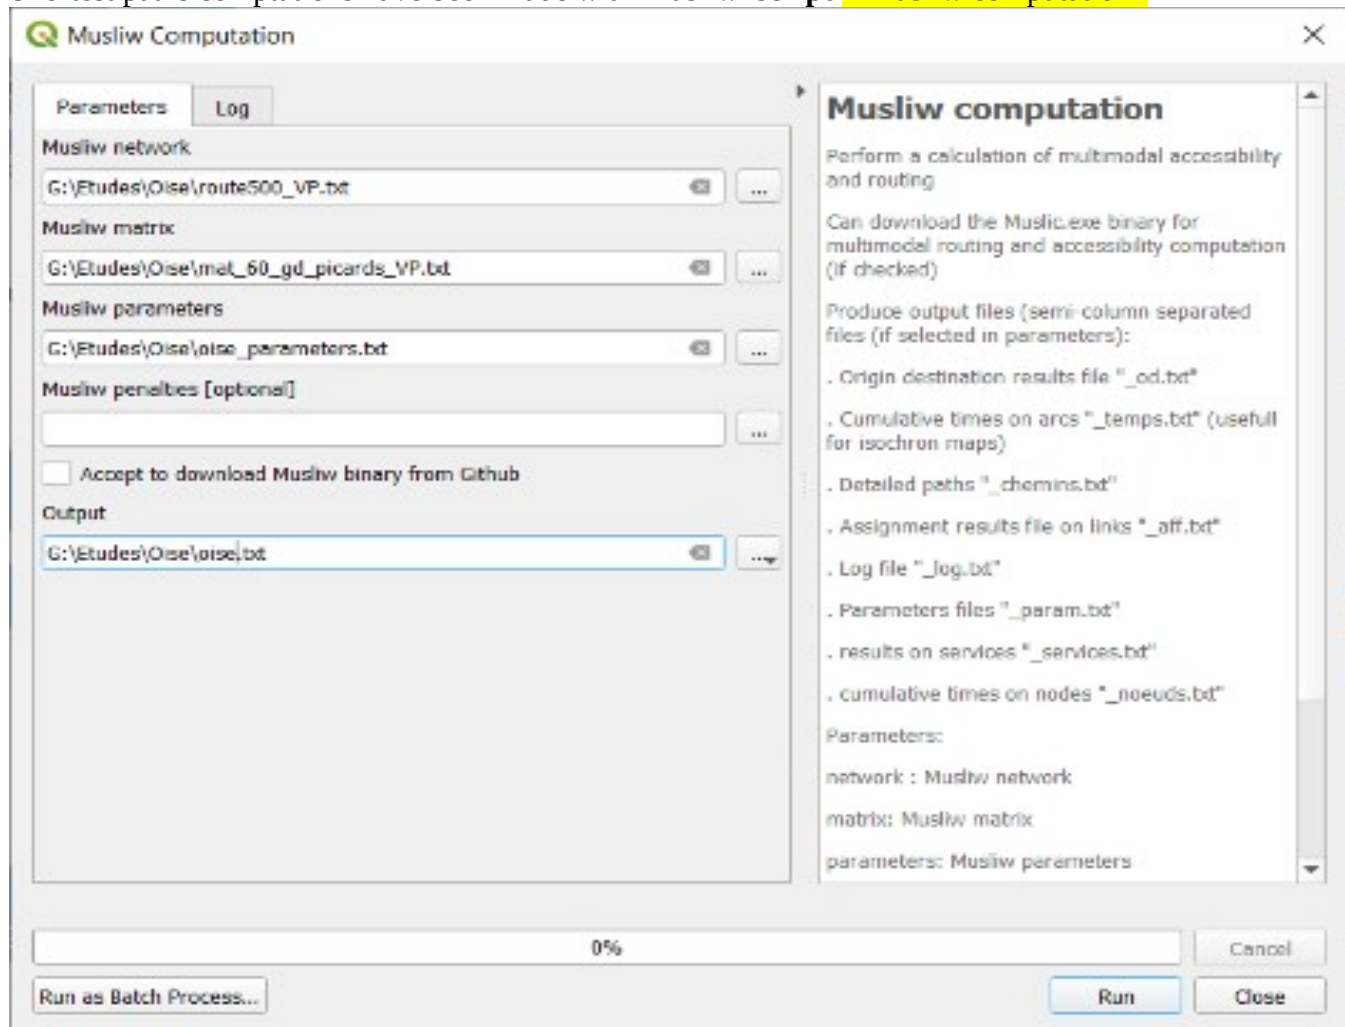 Musliw Computation
Parameters
Log
Musliw network
G:\Etudes\Oise\route500_VP.txt
...
Musliw matrix
G:\Etudes\Oise\mat_60_gd_picards_VP.txt
...
Musliw parameters
G:\Etudes\Oise\oise_parameters.txt
...
Musliw penalties [optional]
...
Accept to download Musliw binary from Github
Output
G:\Etudes\Oise\oise.txt
...
Musliw computation
Perform a calculation of multimodal accessibility
and routing
Can download the Muslic.exe binary for
multimodal routing and accessibility computation
(if checked)
Produce output files (semi-column separated
files (if selected in parameters):
. Origin destination results file "_od.txt"
. Cumulative times on arcs "_temps.txt" (usefull
for isochron maps)
. Detailed paths "_chemins.txt"
. Assignment results file on links "_aff.txt"
. Log file "_log.txt"
. Parameters files "_param.txt"
. results on services "_services.txt"
. cumulative times on nodes "_noeuds.txt"
Parameters:
network : Musliw network
matrix: Musliw matrix
parameters: Musliw parameters
0%
Cancel
Run as Batch Process...
Run
Close